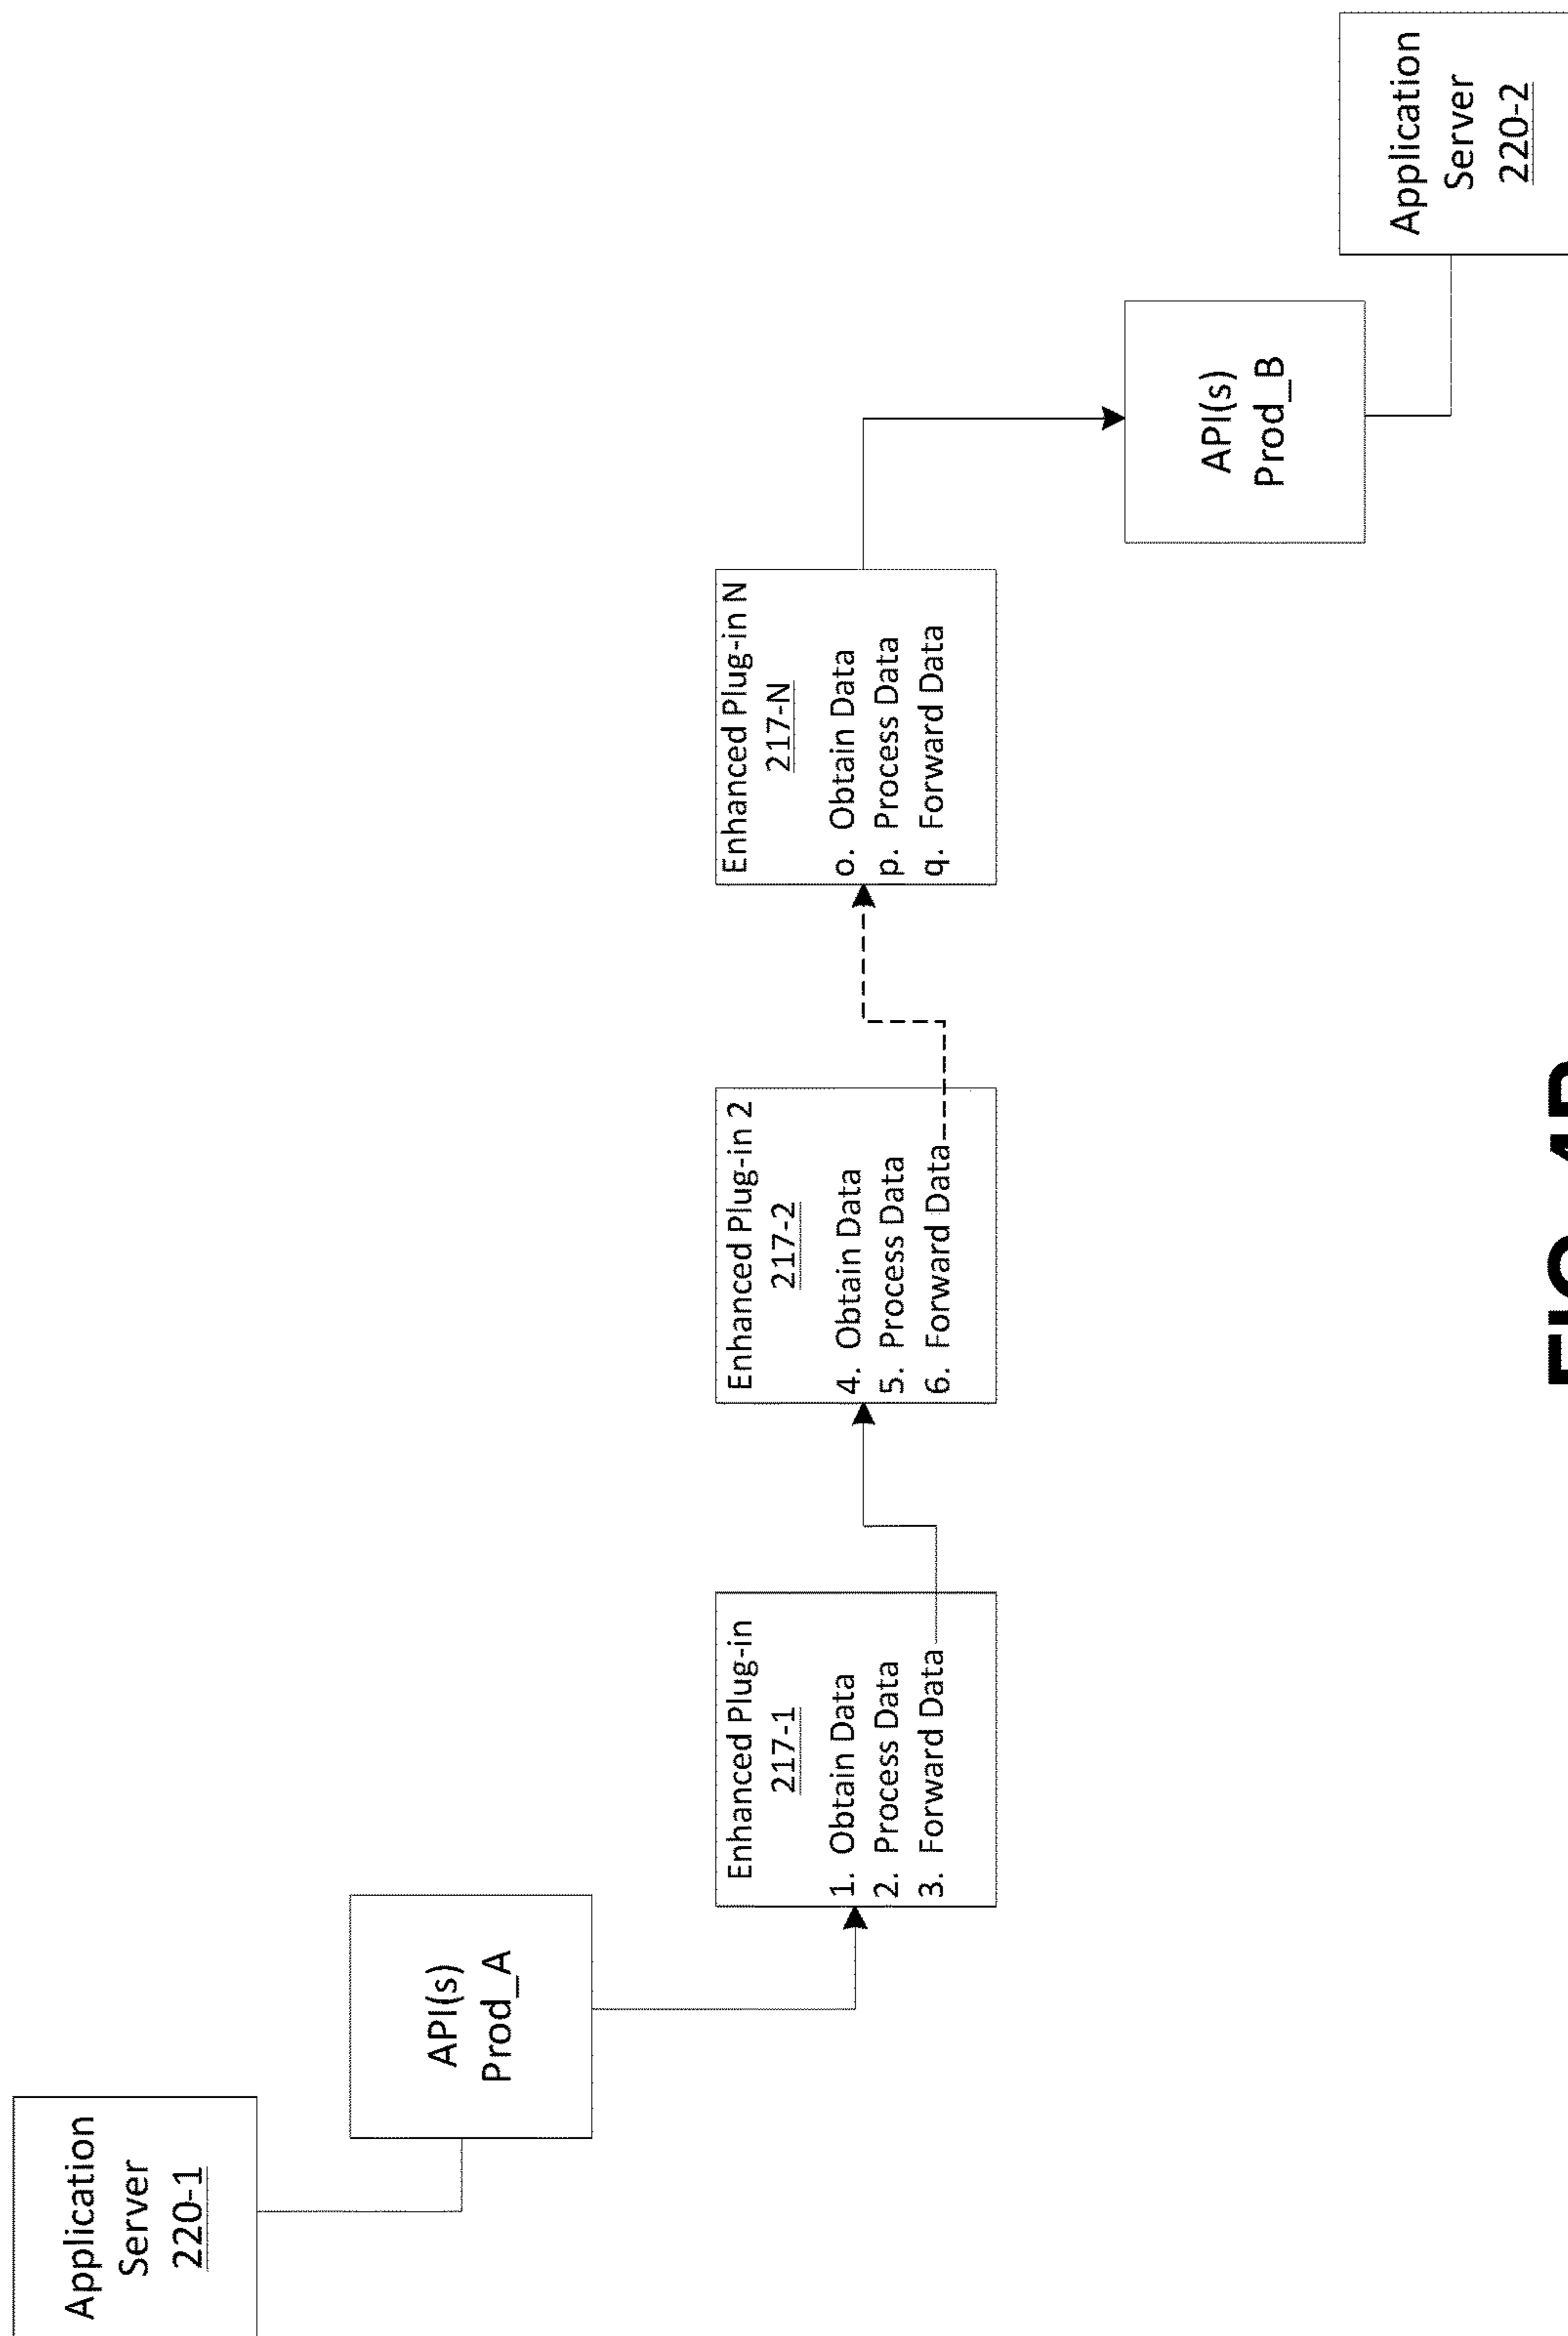 Application
Server
220-1
API(s)
Prod_A
Enhanced Plug-in
217-1
1. Obtain Data
2. Process Data
3. Forward Data
Enhanced Plug-in 2
217-2
4. Obtain Data
5. Process Data
6. Forward Data
Enhanced Plug-in N
217-N
o. Obtain Data
p. Process Data
q. Forward Data
API(s)
Prod_B
Application
Server
220-2